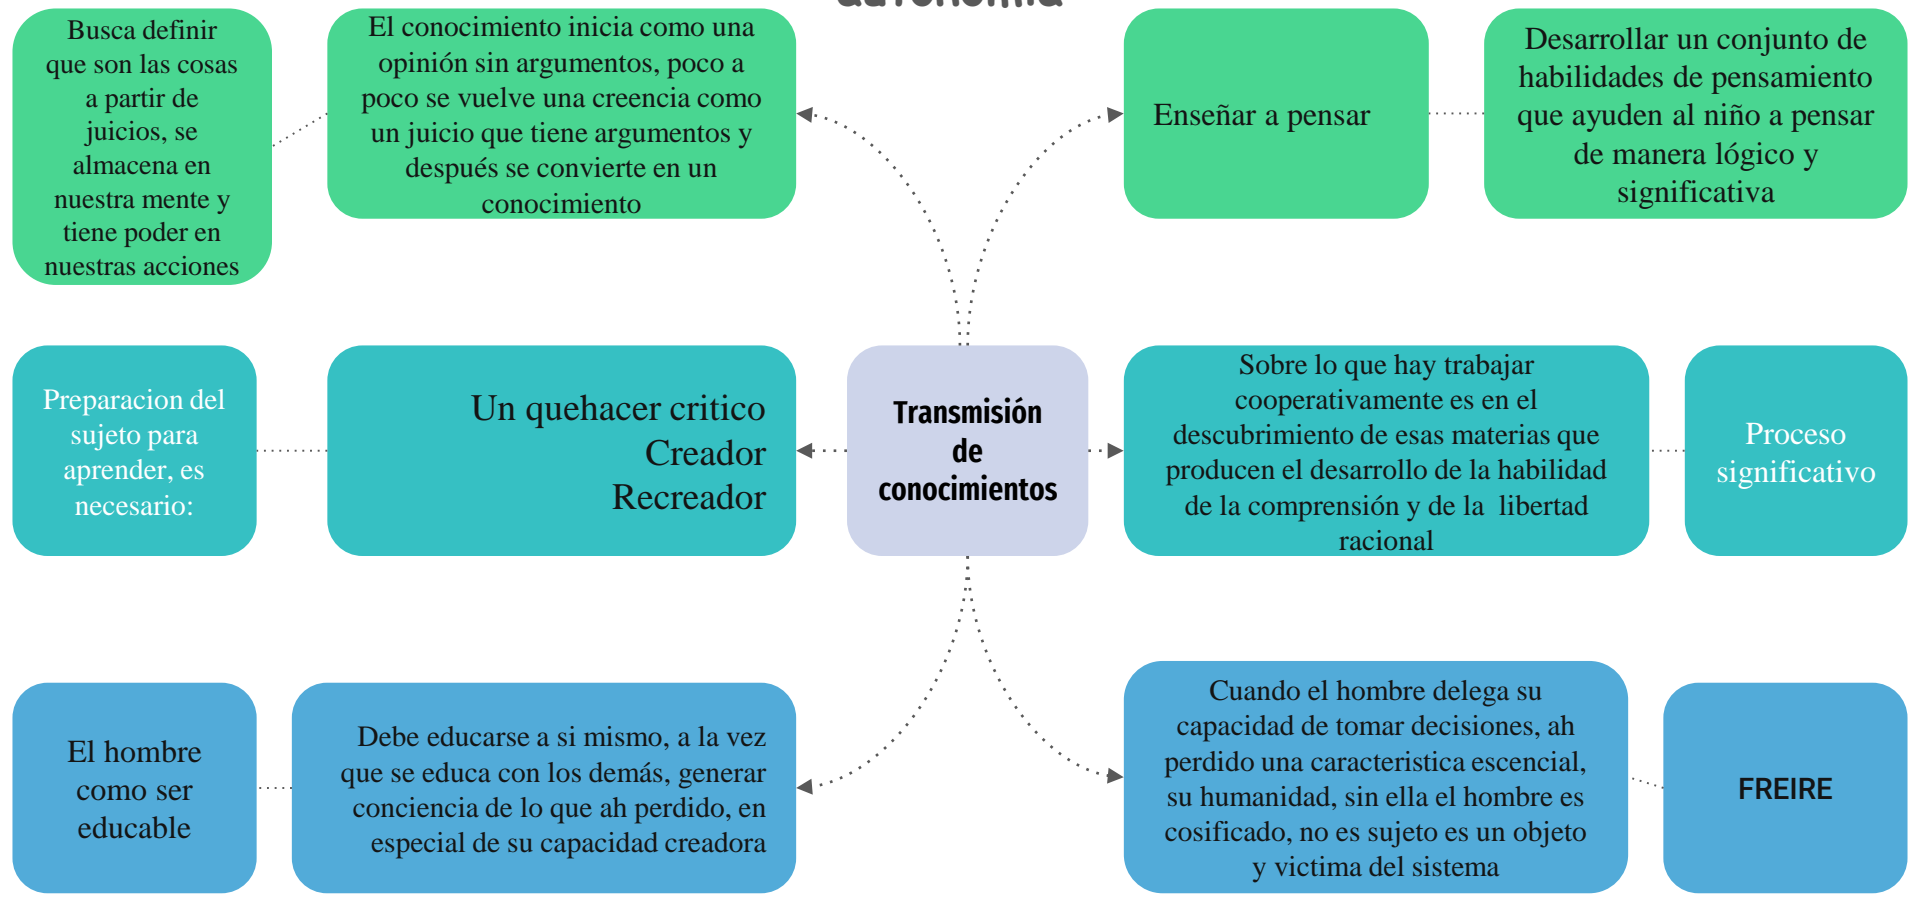 Busca definir
que son las cosas
a partir de
juicios, se
almacena en
nuestra mente y
tiene poder en
nuestras acciones
El conocimiento inicia como una
opinión sin argumentos, poco a
poco se vuelve una creencia como
un juicio que tiene argumentos y
después se convierte en un
conocimiento
Enseñar a pensar
Desarrollar un conjunto de
habilidades de pensamiento
que ayuden al niño a pensar
de manera lógico y
significativa
Preparacion del
sujeto para
aprender, es
necesario:
Un quehacer critico
Creador
Recreador
Transmisión
de
conocimientos
Sobre lo que hay trabajar
cooperativamente es en el
descubrimiento de esas materias que
producen el desarrollo de la habilidad
de la comprensión y de la libertad
racional
Proceso
significativo
El hombre
como ser
educable
Debe educarse a si mismo, a la vez
que se educa con los demás, generar
conciencia de lo que ah perdido, en
especial de su capacidad creadora
Cuando el hombre delega su
capacidad de tomar decisiones, ah
perdido una caracteristica escencial,
su humanidad, sin ella el hombre es
cosificado, no es sujeto es un objeto
y victima del sistema
FREIRE